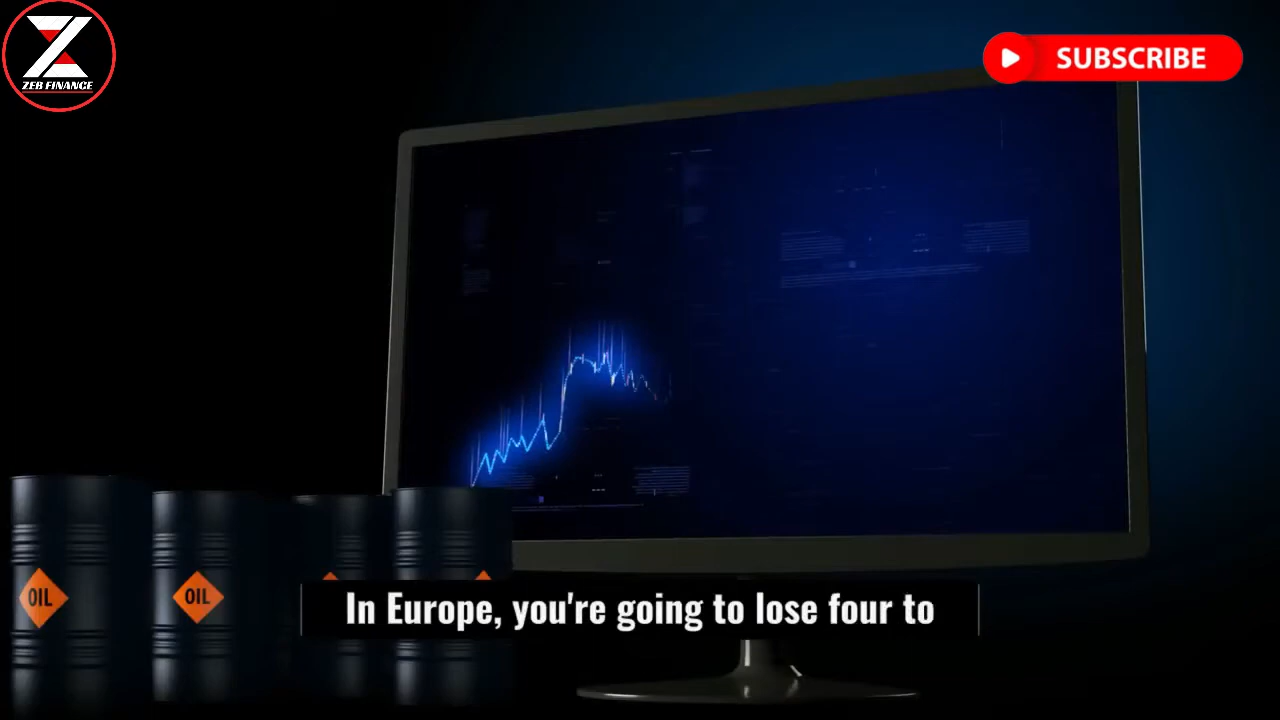 ZEB FINANCE
SUBSCRIBE
OIL
OIL
In Europe, you're going to lose four to